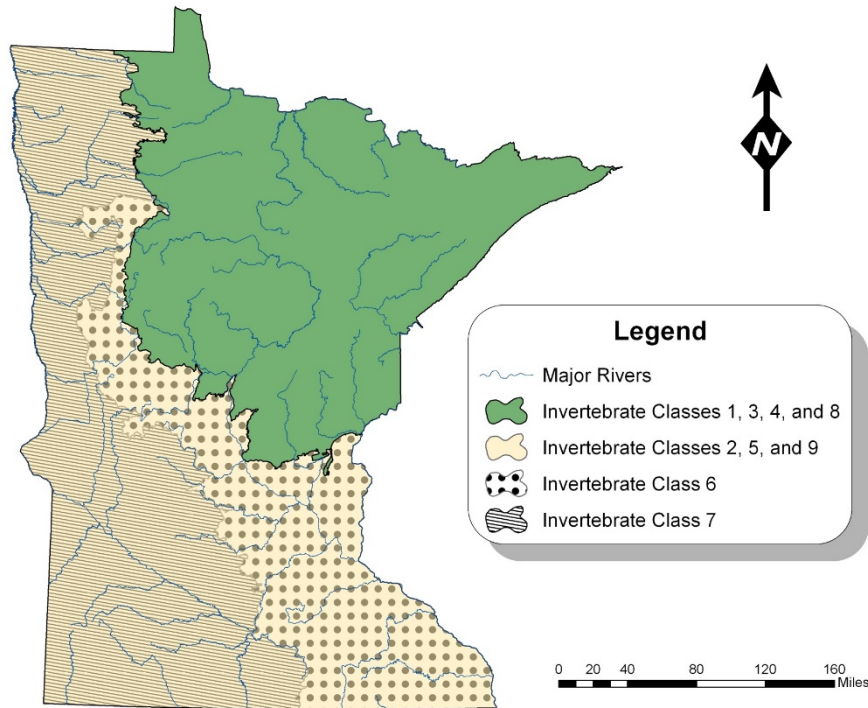 N
Legend
Major Rivers
Invertebrate Classes 1, 3, 4, and 8
Invertebrate Classes 2, 5, and 9
Invertebrate Class 6
Invertebrate Class 7
0 20 40 80 120 160
Miles